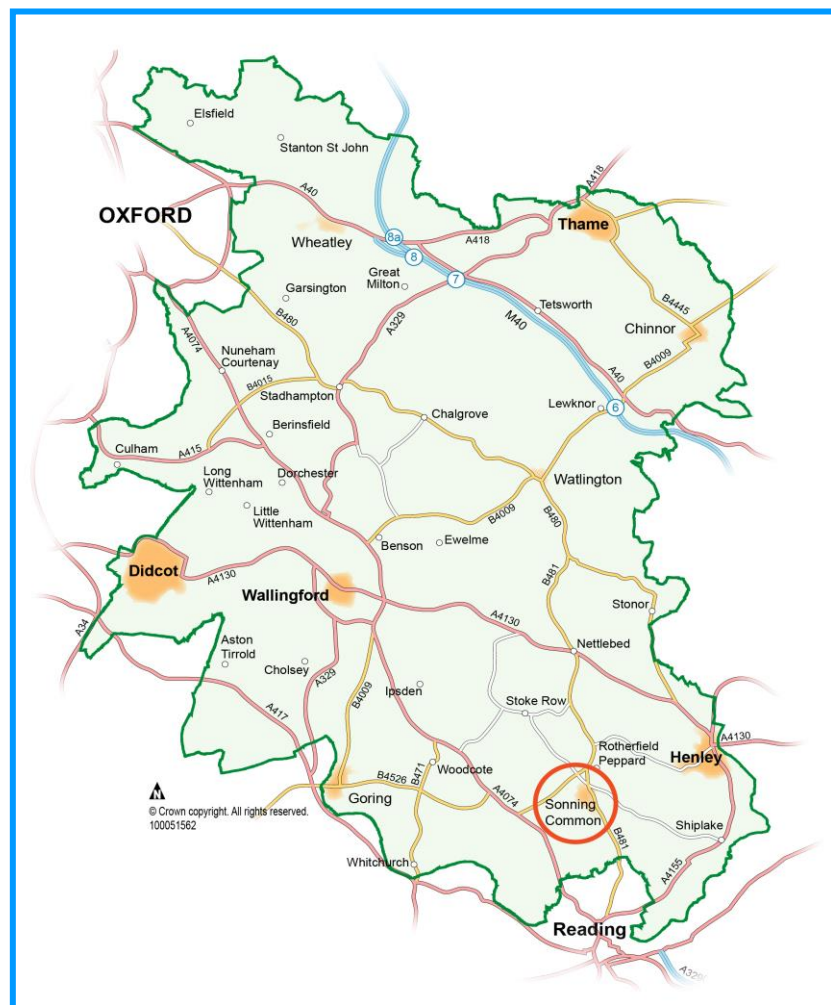 Elsfield
Stanton St John
A418
A40
OXFORD
Thame
8a
Wheatley
A418
8
Great
Milton
7
Garsington
B4445
Tetsworth
B480
A329
M40
Chinnor
A4074
Nuneham
Courtenay
B4009
A40
B4015
Stadhampton
Lewknor
6
Chalgrove
Berinsfield
Culham
A415
Long
Wittenham
Dorchester
Watlington
Little
Wittenham
B4009
B480
Benson
Ewelme
Didcot
A4130
B481
Wallingford
Stonor
A34
A4130
Aston
Tirrold
Nettlebed
Cholsey
A329
B4009
Ipsden
Stoke Row
A417
Rotherfield
Peppard
A4130
Henley
B471
Woodcote
N
B4526
A4074
Goring
Sonning
Common
© Crown copyright. All rights reserved.
100051562
B481
Shiplake
Whitchurch
A4155
Reading